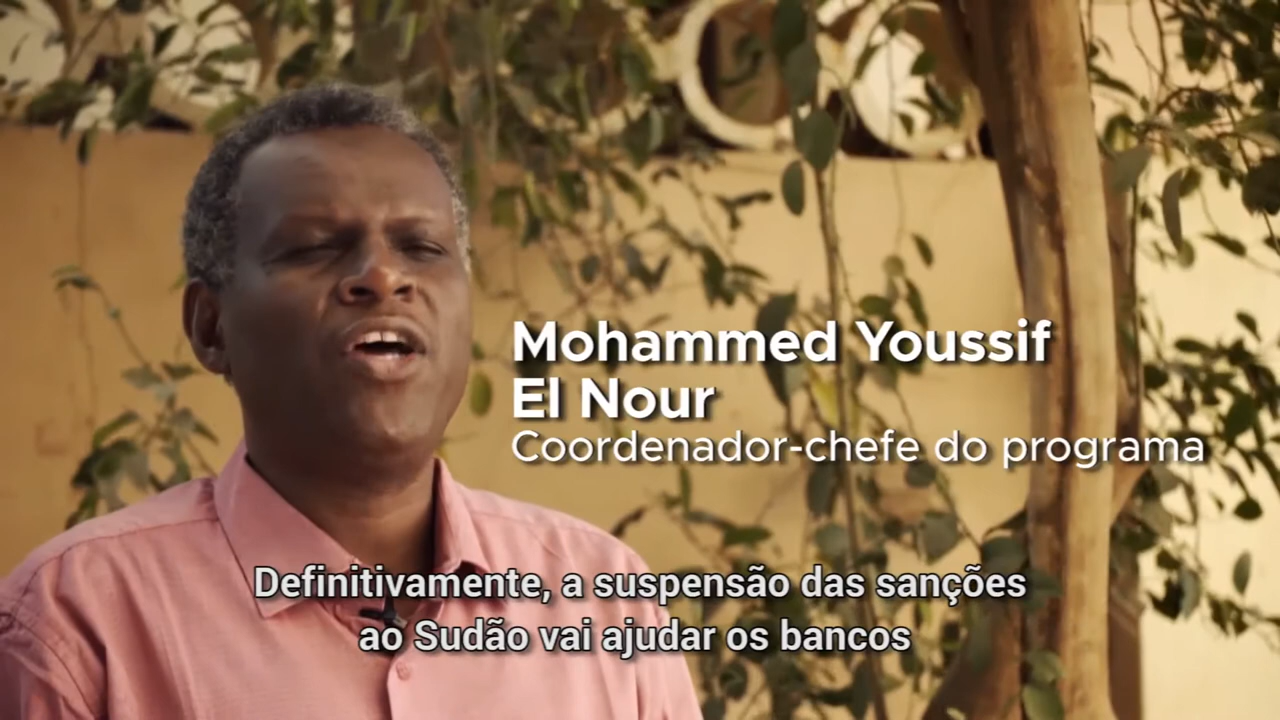 Mohammed Youssif
El Nour
Coordenador-chefe do programa
Definitivamente, a suspensão das sanções
ao Sudão vai ajudar os bancos